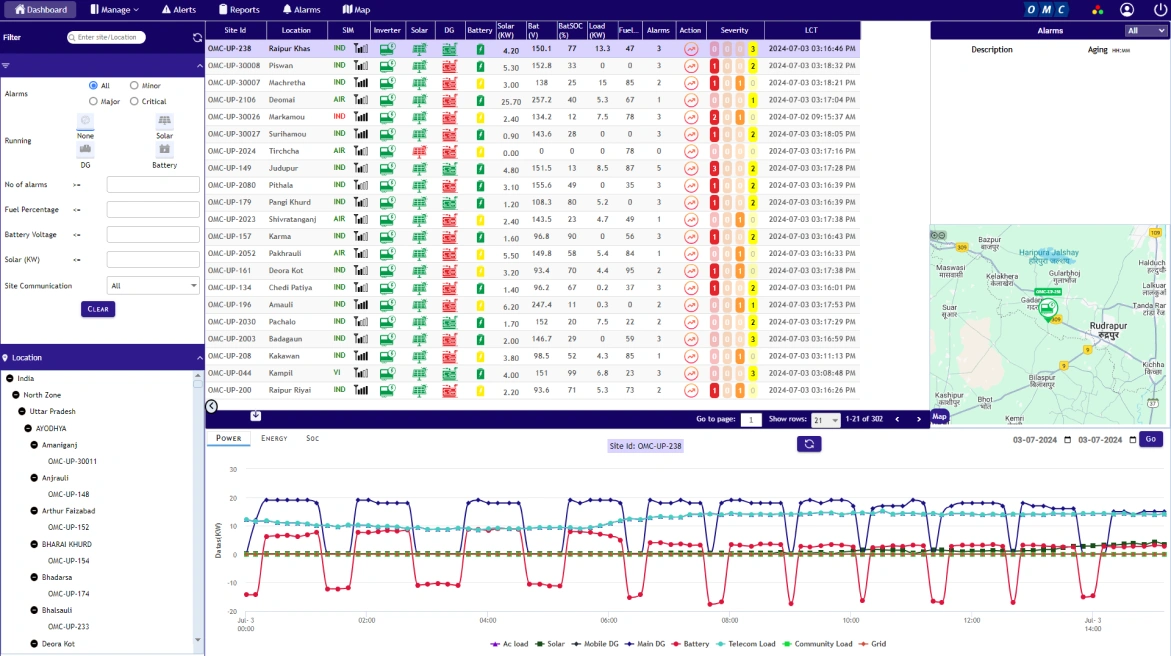 Dashboard Manage Alerts Reports Alarms Map OMC
Filter Enter site/Location
Alarms All Minor
Major Critical
Running None Solar
DG Battery
No of alarms >=
Fuel Percentage <=
Battery Voltage <=
Solar (KW) <=
Site Communication All
CLEAR
Location
India
North Zone
Uttar Pradesh
AYODHYA
Amaniganj
OMC-UP-30011
Anjrauli
OMC-UP-148
Arthur Faizabad
OMC-UP-152
BHARAI KHURD
OMC-UP-154
Bhadarsa
OMC-UP-174
Bhalsauli
OMC-UP-233
Deora Kot
Site Id Location SIM Inverter Solar DG Battery Solar (KW) Bat (V) BatSOC (%) Load (KW) Fuel... Alarms Action Severity LCT
OMC-UP-238 Raipur Khas IND 4.20 150.1 77 13.3 47 3 0 0 0 3 2024-07-03 03:16:46 PM
OMC-UP-30008 Piswan IND 5.30 152.8 33 0 0 3 1 0 0 2 2024-07-03 03:18:32 PM
OMC-UP-30007 Machretha IND 3.00 138 25 15 85 2 1 0 1 0 2024-07-03 03:18:21 PM
OMC-UP-2106 Deomai AIR 25.70 257.2 40 5.3 67 1 0 0 0 1 2024-07-03 03:17:04 PM
OMC-UP-30026 Markamou IND 2.40 134.2 12 7.5 78 3 2 0 1 0 2024-07-02 09:15:37 AM
OMC-UP-30027 Surihamou IND 0.90 143.6 28 0 0 3 1 0 0 2 2024-07-03 03:18:05 PM
OMC-UP-2024 Tirchcha AIR 0.00 0 0 0 78 0 0 0 0 0 2024-07-03 03:17:16 PM
OMC-UP-149 Judupur IND 4.80 151.5 13 8.5 87 5 3 0 0 2 2024-07-03 03:17:28 PM
OMC-UP-2080 Pithala IND 3.10 155.6 49 0 35 3 1 0 0 2 2024-07-03 03:16:39 PM
OMC-UP-179 Pangi Khurd IND 1.20 108.3 80 5.2 0 3 1 0 0 2 2024-07-03 03:16:39 PM
OMC-UP-2023 Shivratanganj AIR 2.40 143.5 23 4.7 49 1 0 0 1 0 2024-07-03 03:17:38 PM
OMC-UP-157 Karma IND 1.60 96.8 90 0 56 3 1 0 0 2 2024-07-03 03:16:43 PM
OMC-UP-2052 Pakhrauli AIR 5.50 149.8 58 5.4 84 1 0 0 1 0 2024-07-03 03:16:33 PM
OMC-UP-161 Deora Kot IND 3.20 93.4 70 4.4 95 2 1 0 1 0 2024-07-03 03:17:38 PM
OMC-UP-134 Chedi Patiya IND 1.40 96.2 67 0.2 3 3 1 0 0 2 2024-07-03 03:16:01 PM
OMC-UP-196 Amauli IND 6.20 247.4 11 0.3 3 2 0 0 1 1 2024-07-03 03:17:53 PM
OMC-UP-2030 Pachalo IND 1.70 152 20 7.5 22 2 0 0 0 2 2024-07-03 03:17:29 PM
OMC-UP-2003 Badagaun IND 2.00 146.7 29 0 59 3 0 0 0 3 2024-07-03 03:16:59 PM
OMC-UP-208 Kakawan IND 3.80 98.5 52 4.3 85 1 0 0 1 0 2024-07-03 03:11:13 PM
OMC-UP-044 Kampil VI 4.00 151 99 6.8 23 3 0 0 0 3 2024-07-03 03:08:48 PM
OMC-UP-200 Raipur Riyai IND 2.20 93.6 71 5.3 73 2 1 0 1 0 2024-07-03 03:16:26 PM
Go to page: 1 Show rows: 21 1-21 of 302
Alarms All
Description Aging HH:MM
109
Bazpur
बाजपुर
309
Haripura Jalshay
हरिपुरा जलाशय
Maswasi
मासवासी
Kelakhera
केलाखेरा
Gularbhoj
गुलाभोज
Halduch
Lalkuar
OMC-UP-238
Suar
सुआर
Gadar
309
Tanda Rar
Rudrapur
रुद्रपुर
9
9
Kichha
किच्छा
Bilaspur
बिलासपुर
Kashipur
Bhot
भोत
Kemri
37
Map
POWER ENERGY SOC
Site Id: OMC-UP-238
03-07-2024 03-07-2024 Go
Dataset(KW)
30
20
10
0
-10
-20
Jul- 3 00:00 02:00 04:00 06:00 08:00 10:00 12:00 Jul- 3 14:00
Ac load Solar Mobile DG Main DG Battery Telecom Load Community Load Grid